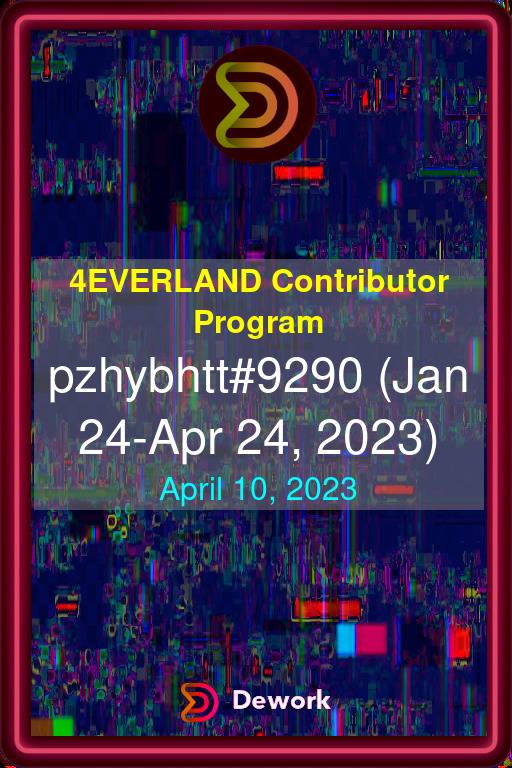 4EVERLAND Contributor
Program
pzhybhtt#9290 (Jan
24-Apr 24, 2023)
April 10, 2023
Dework